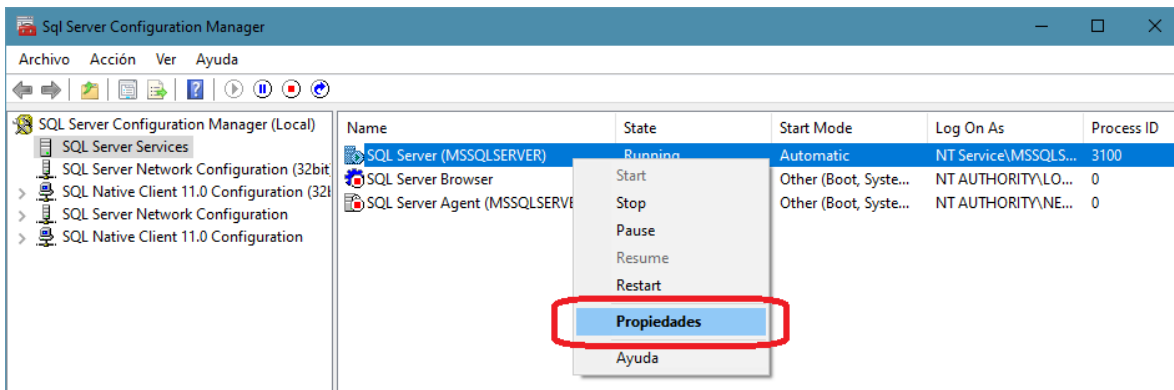 Sql Server Configuration Manager
Archivo Acción Ver Ayuda
SQL Server Configuration Manager (Local)
SQL Server Services
SQL Server Network Configuration (32bit
SQL Native Client 11.0 Configuration (32b
SQL Server Network Configuration
SQL Native Client 11.0 Configuration
Name State Start Mode Log On As Process ID
SQL Server (MSSQLSERVER) Running Automatic NT Service\MSSQLS... 3100
SQL Server Browser Other (Boot, Syste... NT AUTHORITY\LO... 0
SQL Server Agent (MSSQLSERVE Other (Boot, Syste... NT AUTHORITY\NE... 0
Start
Stop
Pause
Resume
Restart
Propiedades
Ayuda